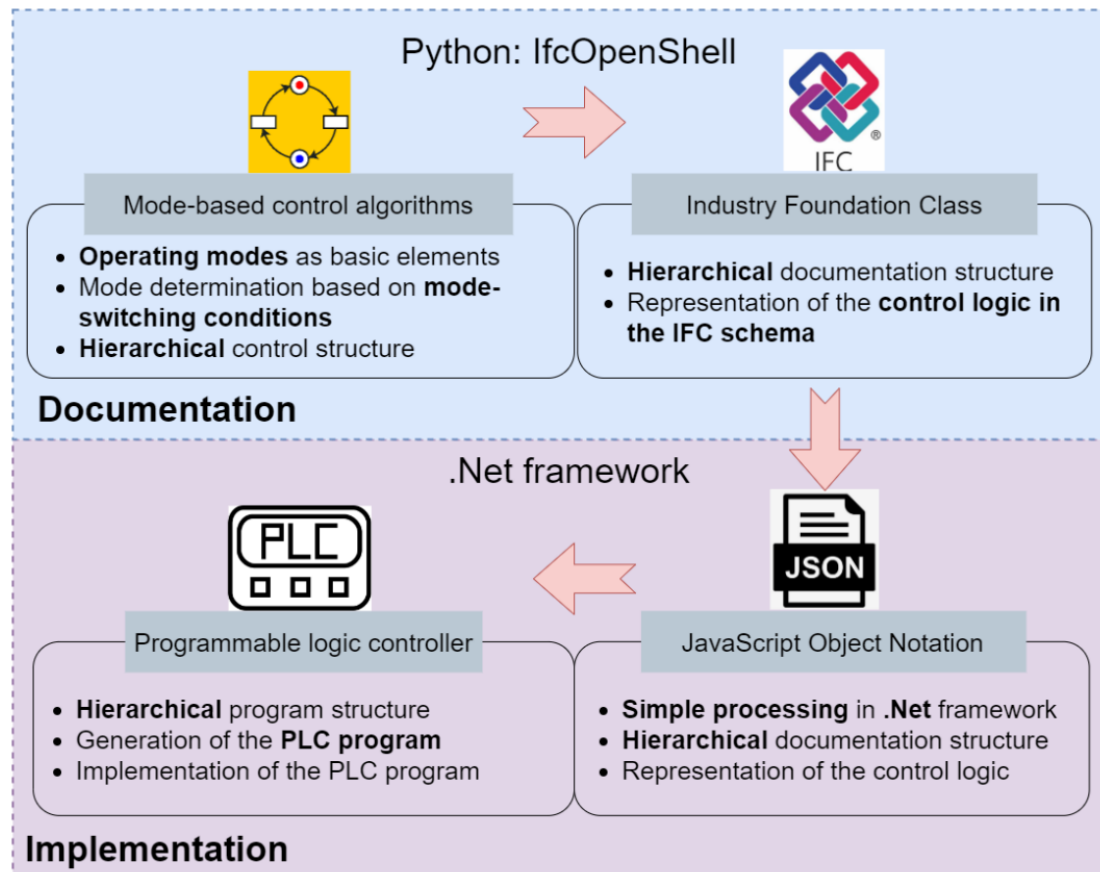 Python: IfcOpenShell
IFC
®
Mode-based control algorithms
• Operating modes as basic elements
• Mode determination based on mode-
switching conditions
• Hierarchical control structure
Industry Foundation Class
• Hierarchical documentation structure
• Representation of the control logic in
the IFC schema
Documentation
.Net framework
PLC
Programmable logic controller
• Hierarchical program structure
• Generation of the PLC program
• Implementation of the PLC program
JSON
JavaScript Object Notation
• Simple processing in .Net framework
• Hierarchical documentation structure
• Representation of the control logic
Implementation